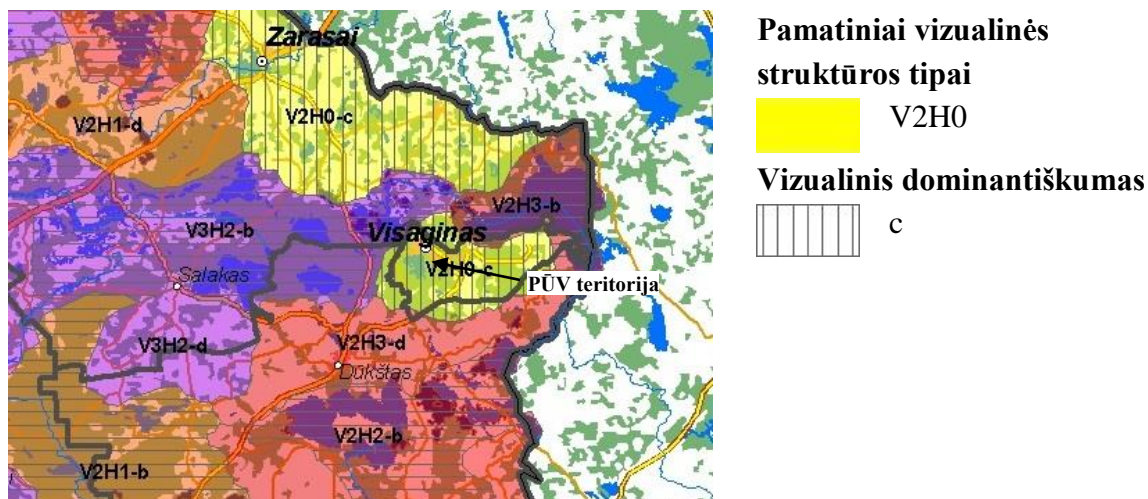 Zarasai
V2H0-c
V2H1-d
V2H3-b
V3H2-b
Visaginas
V2H0-c
Salakas
PŪV teritorija
V3H2-d
V2H3-d
Dūkštas
V2H2-b
V2H1-b
Pamatiniai vizualinės
struktūros tipai
V2H0
Vizualinis dominantiškumas
c